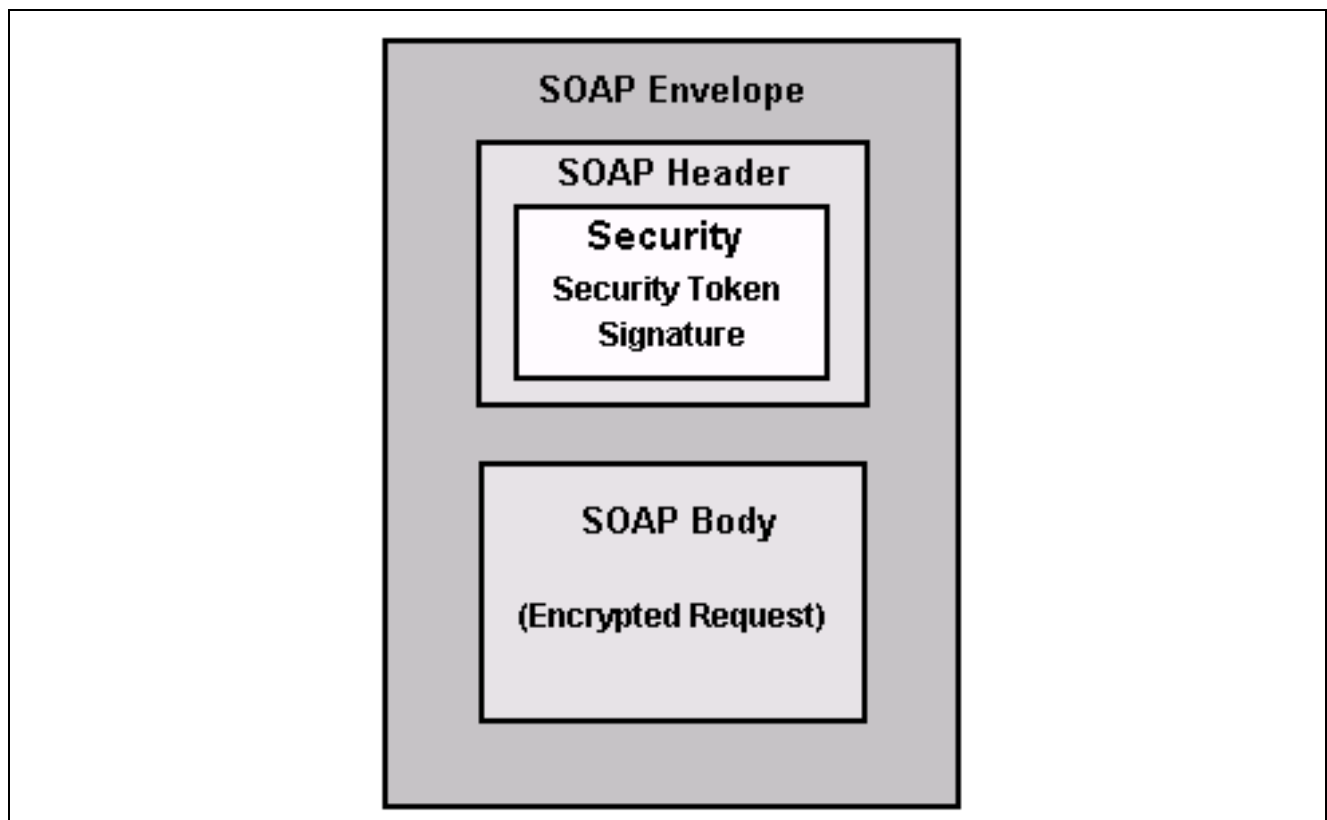 SOAP Envelope
SOAP Header
Security
Security Token
Signature
SOAP Body
(Encrypted Request)